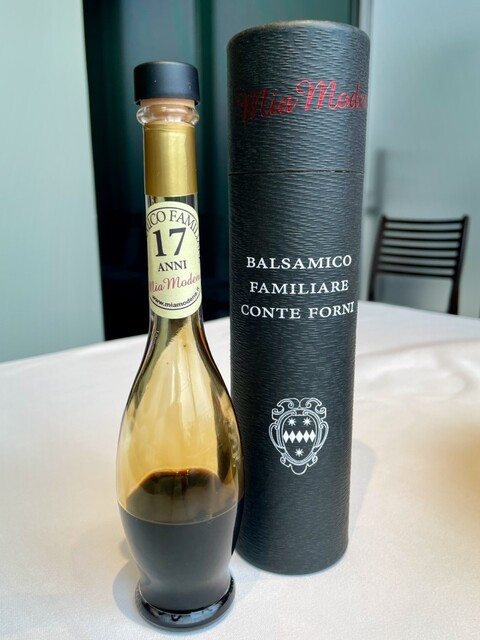 17
ANNI
Mia Modena
www.miamodena.it
Mia Modena
BALSAMICO
FAMILIARE
CONTE FORNI